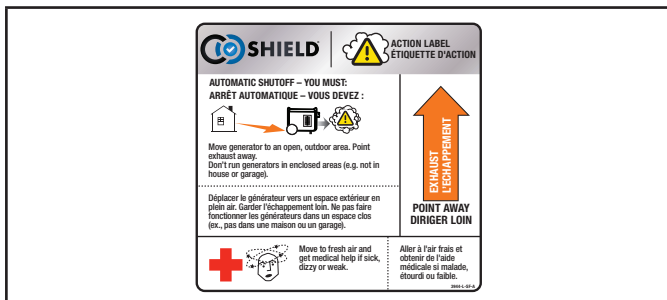 CO SHIELD®
ACTION LABEL
ÉTIQUETTE D'ACTION
AUTOMATIC SHUTOFF – YOU MUST:
ARRÊT AUTOMATIQUE – VOUS DEVEZ :
Move generator to an open, outdoor area. Point
exhaust away.
Don't run generators in enclosed areas (e.g. not in
house or garage).
Déplacer le générateur vers un espace extérieur en
plein air. Garder l'échappement loin. Ne pas faire
fonctionner les générateurs dans un espace clos
(ex., pas dans une maison ou un garage).
EXHAUST
L'ECHAPPEMENT
POINT AWAY
DIRIGER LOIN
Move to fresh air and
get medical help if sick,
dizzy or weak.
Aller à l'air frais et
obtenir de l'aide
médicale si malade,
étourdi ou faible.